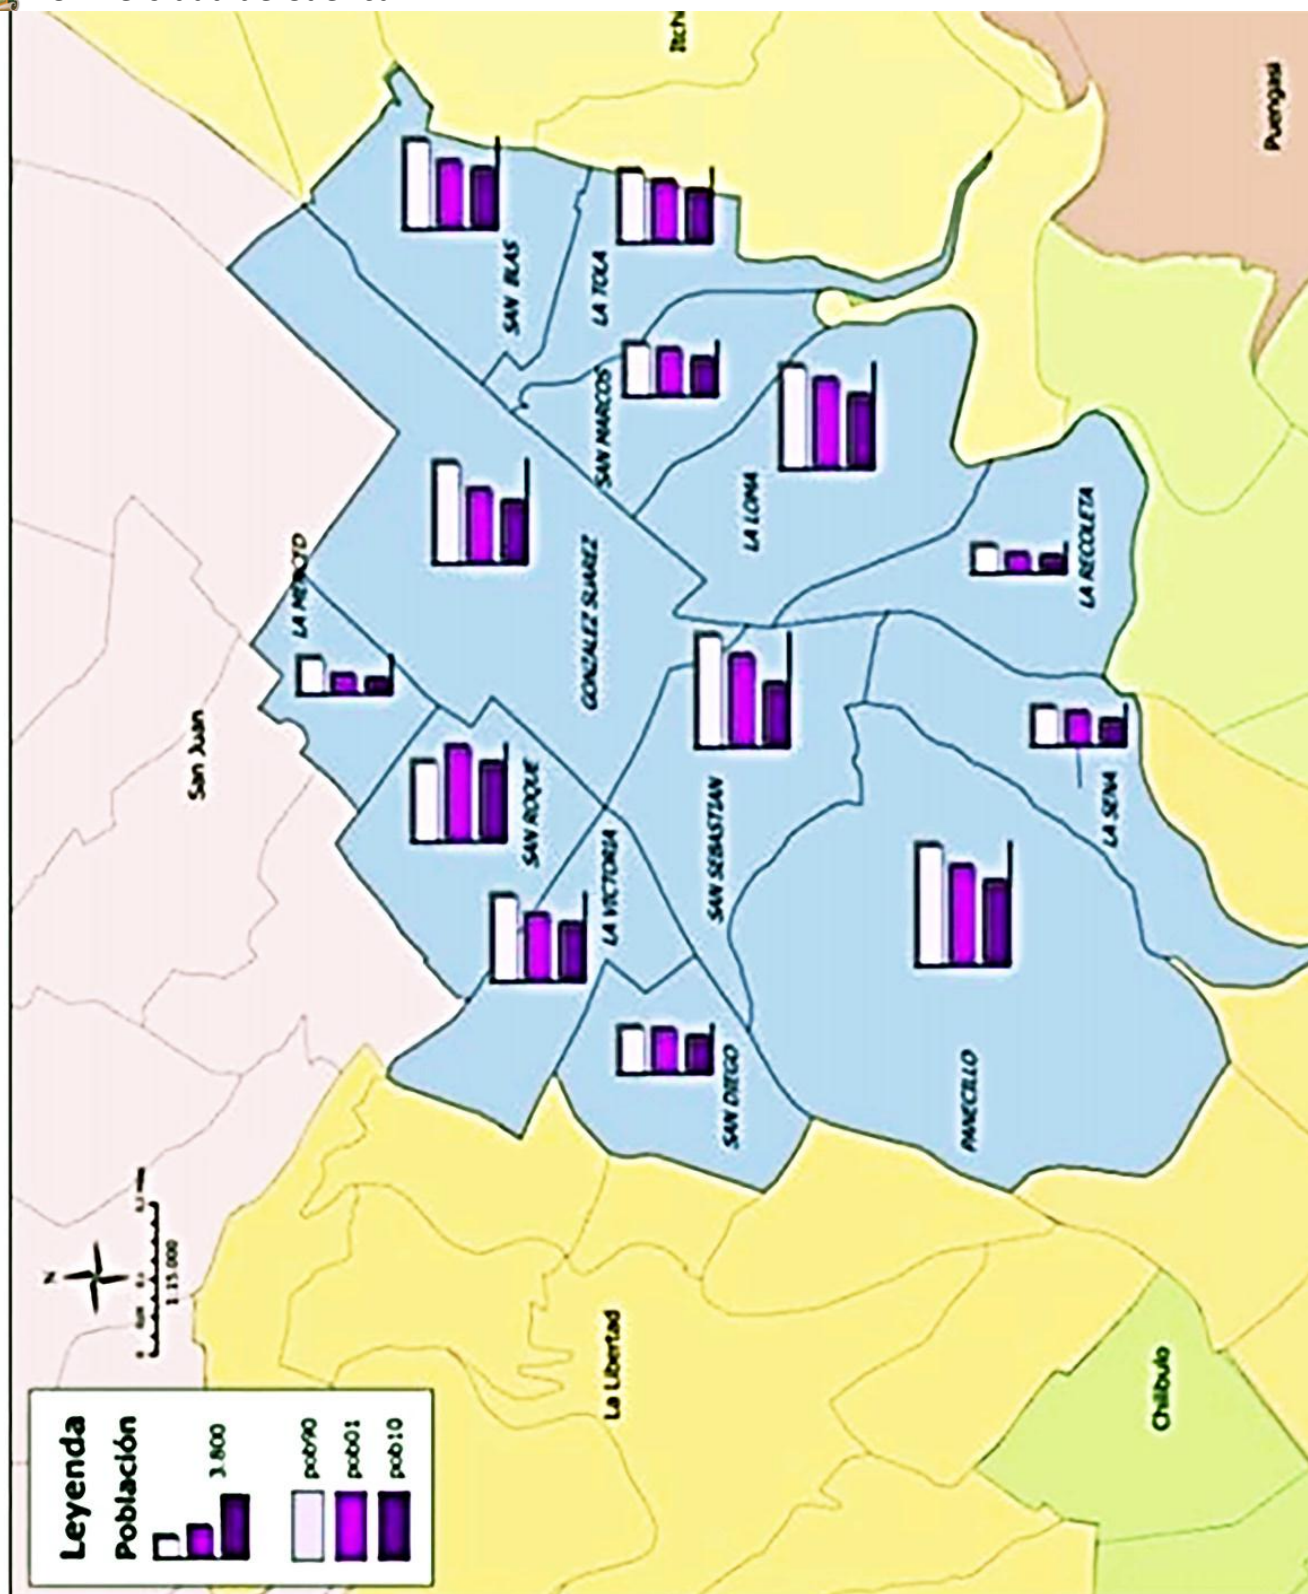 Leyenda
Población
3.800
pob90
pob01
pob10
N
1:15.000
San Juan
La Libertad
Chilibulo
Puengasi
Itchi
SAN BLAS
LA TOLA
SAN MARCOS
LA LOMA
LA RECOLETA
GONZALEZ SUAREZ
SAN ROQUE
LA VICTORIA
SAN SEBASTIAN
LA SENA
SAN DIEGO
PANECILLO